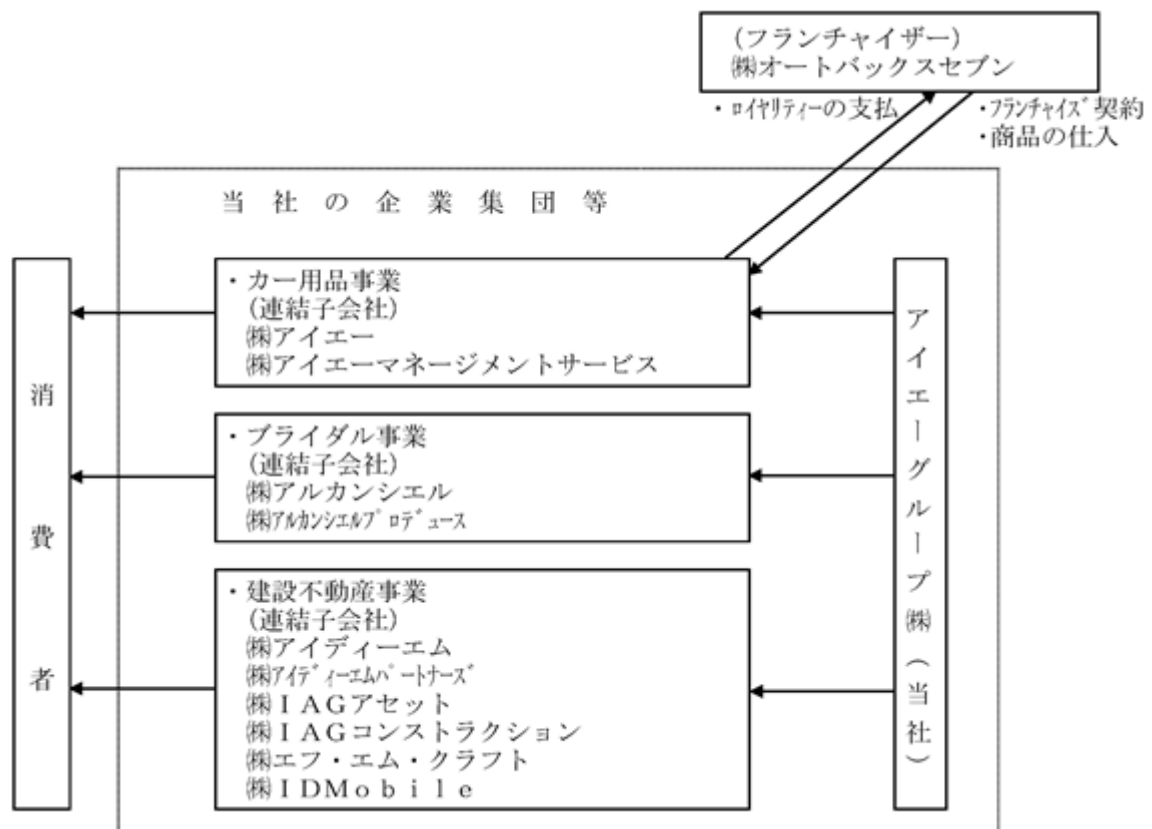 (フランチャイザー)
㈱オートバックスセブン
・ﾛｲﾔﾘﾃｨｰの支払
・ﾌﾗﾝﾁｬｲｽﾞ契約
・商品の仕入
当社の企業集団等
・カー用品事業
(連結子会社)
㈱アイエー
㈱アイエーマネージメントサービス
・ブライダル事業
(連結子会社)
㈱アルカンシエル
㈱ｱﾙｶﾝｼｴﾙﾌﾟﾛﾃﾞｭｰｽ
・建設不動産事業
(連結子会社)
㈱アイディーエム
㈱ｱｲﾃﾞｨｰｴﾑﾊﾟｰﾄﾅｰｽﾞ
㈱ＩＡＧアセット
㈱ＩＡＧコンストラクション
㈱エフ・エム・クラフト
㈱ＩＤＭｏｂｉｌｅ
消費者
アイエーグループ㈱(当社)